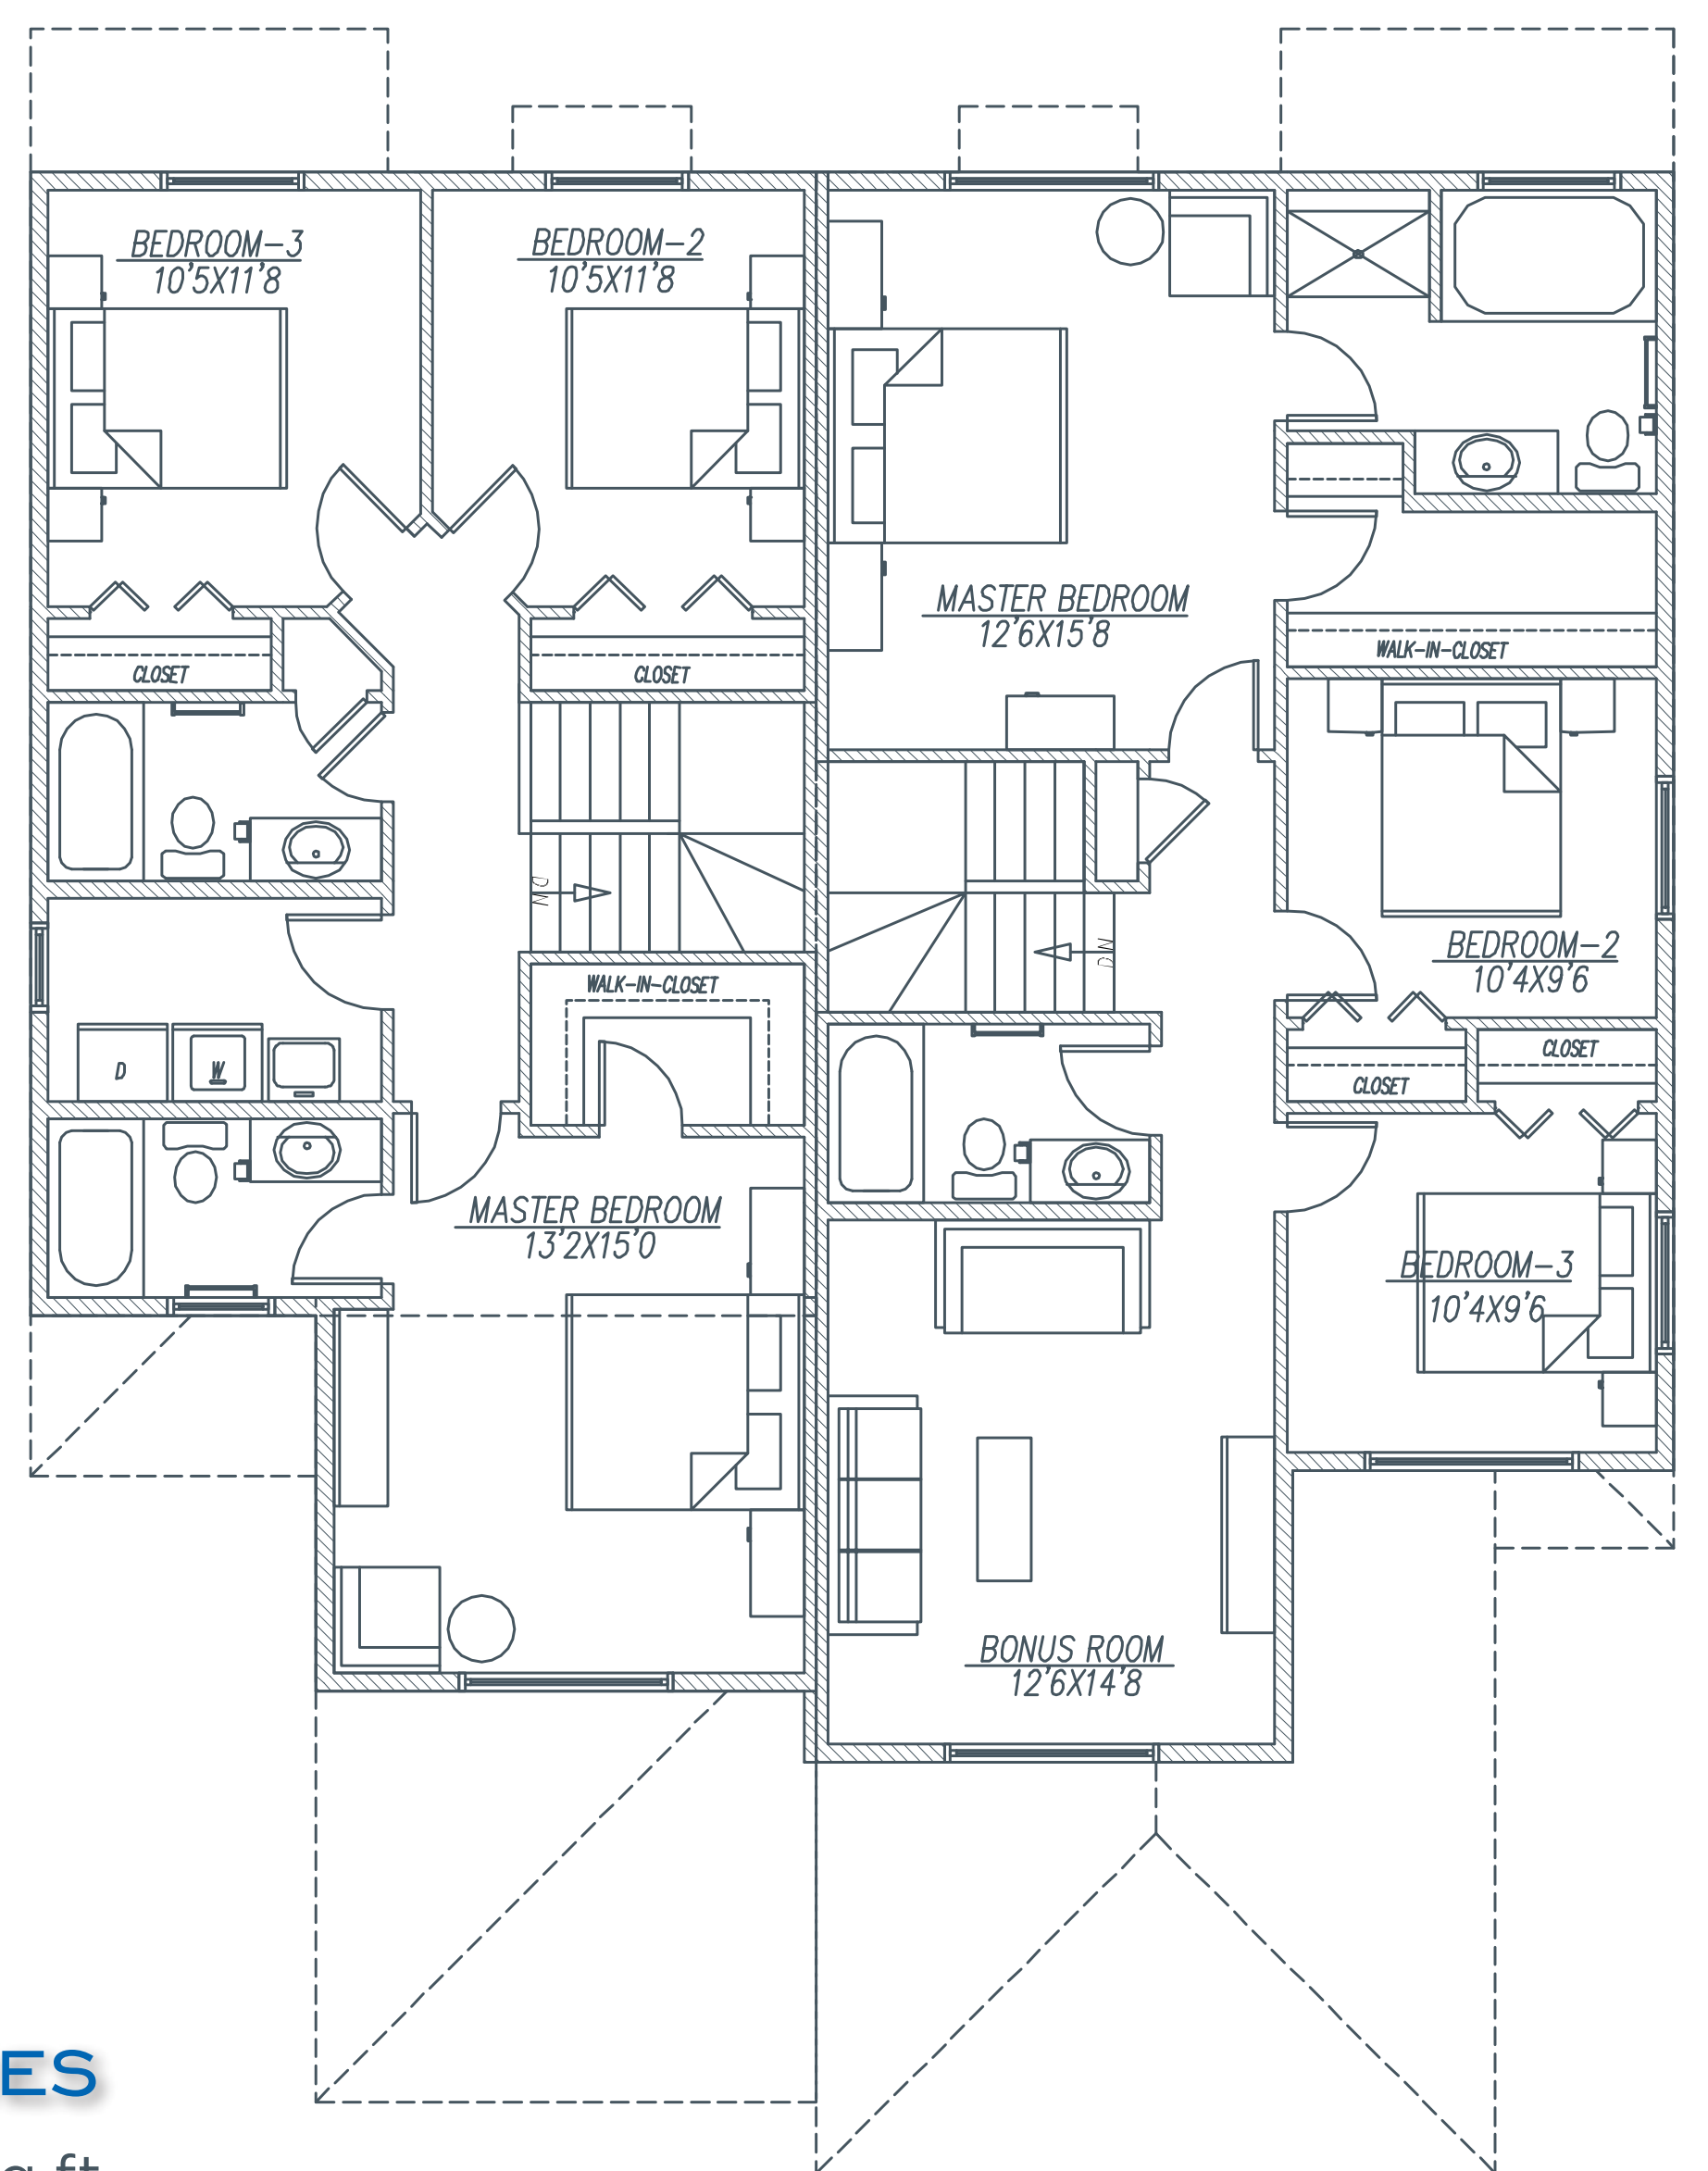 BEDROOM-3
10'5X11'8
BEDROOM-2
10'5X11'8
MASTER BEDROOM
12'6X15'8
WALK-IN-CLOSET
CLOSET
CLOSET
DN
DN
BEDROOM-2
10'4X9'6
WALK-IN-CLOSET
CLOSET
CLOSET
D
W
MASTER BEDROOM
13'2X15'0
BEDROOM-3
10'4X9'6
BONUS ROOM
12'6X14'8
ES